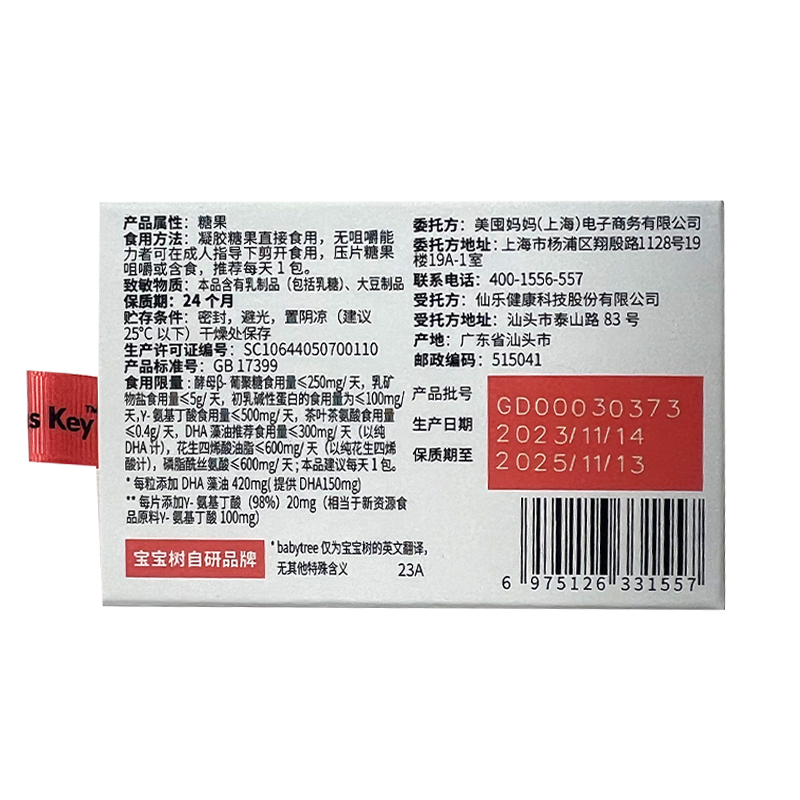 产品属性：糖果
食用方法：凝胶糖果直接食用，无咀嚼能
力者可在成人指导下剪开食用，压片糖果
咀嚼或含食，推荐每天1包。
致敏物质：本品含有乳制品（包括乳糖）、大豆制品
保质期：24个月
贮存条件：密封，避光，置阴凉（建议
25℃以下）干燥处保存
生产许可证编号：SC10644050700110
产品标准号：GB 17399
食用限量：酵母β-葡聚糖食用量≤250mg/天，乳矿
物盐食用量≤5g/天，初乳碱性蛋白的食用量为≤100mg/
天,γ-氨基丁酸食用量≤500mg/天，茶叶茶氨酸食用量
≤0.4g/天，DHA藻油推荐食用量≤300mg/天（以纯
DHA计），花生四烯酸油脂≤600mg/天（以纯花生四烯
酸计），磷脂酰丝氨酸≤600mg/天；本品建议每天1包。
*每粒添加DHA藻油420mg(提供DHA150mg)
**每片添加γ-氨基丁酸（98%）20mg（相当于新资源食
品原料γ-氨基丁酸100mg）
宝宝树自研品牌
*babytree仅为宝宝树的英文翻译，
无其他特殊含义 23A
委托方：美囤妈妈（上海）电子商务有限公司
委托方地址：上海市杨浦区翔殷路1128号19
楼19A-1室
联系电话：400-1556-557
受托方：仙乐健康科技股份有限公司
受托方地址：汕头市泰山路83号
产地：广东省汕头市
邮政编码：515041
产品批号 GD00030373
生产日期 2023/11/14
保质期至 2025/11/13
6 975126 331557
s Key™